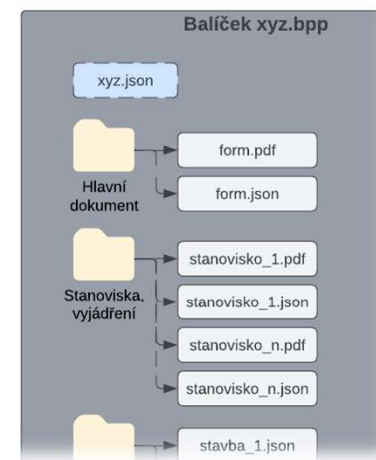 Balíček xyz.bpp
xyz.json
form.pdf
Hlavní
dokument
form.json
stanovisko_1.pdf
Stanoviska,
vyjádření
stanovisko_1.json
stanovisko_n.pdf
stanovisko_n.json
stavba_1.json